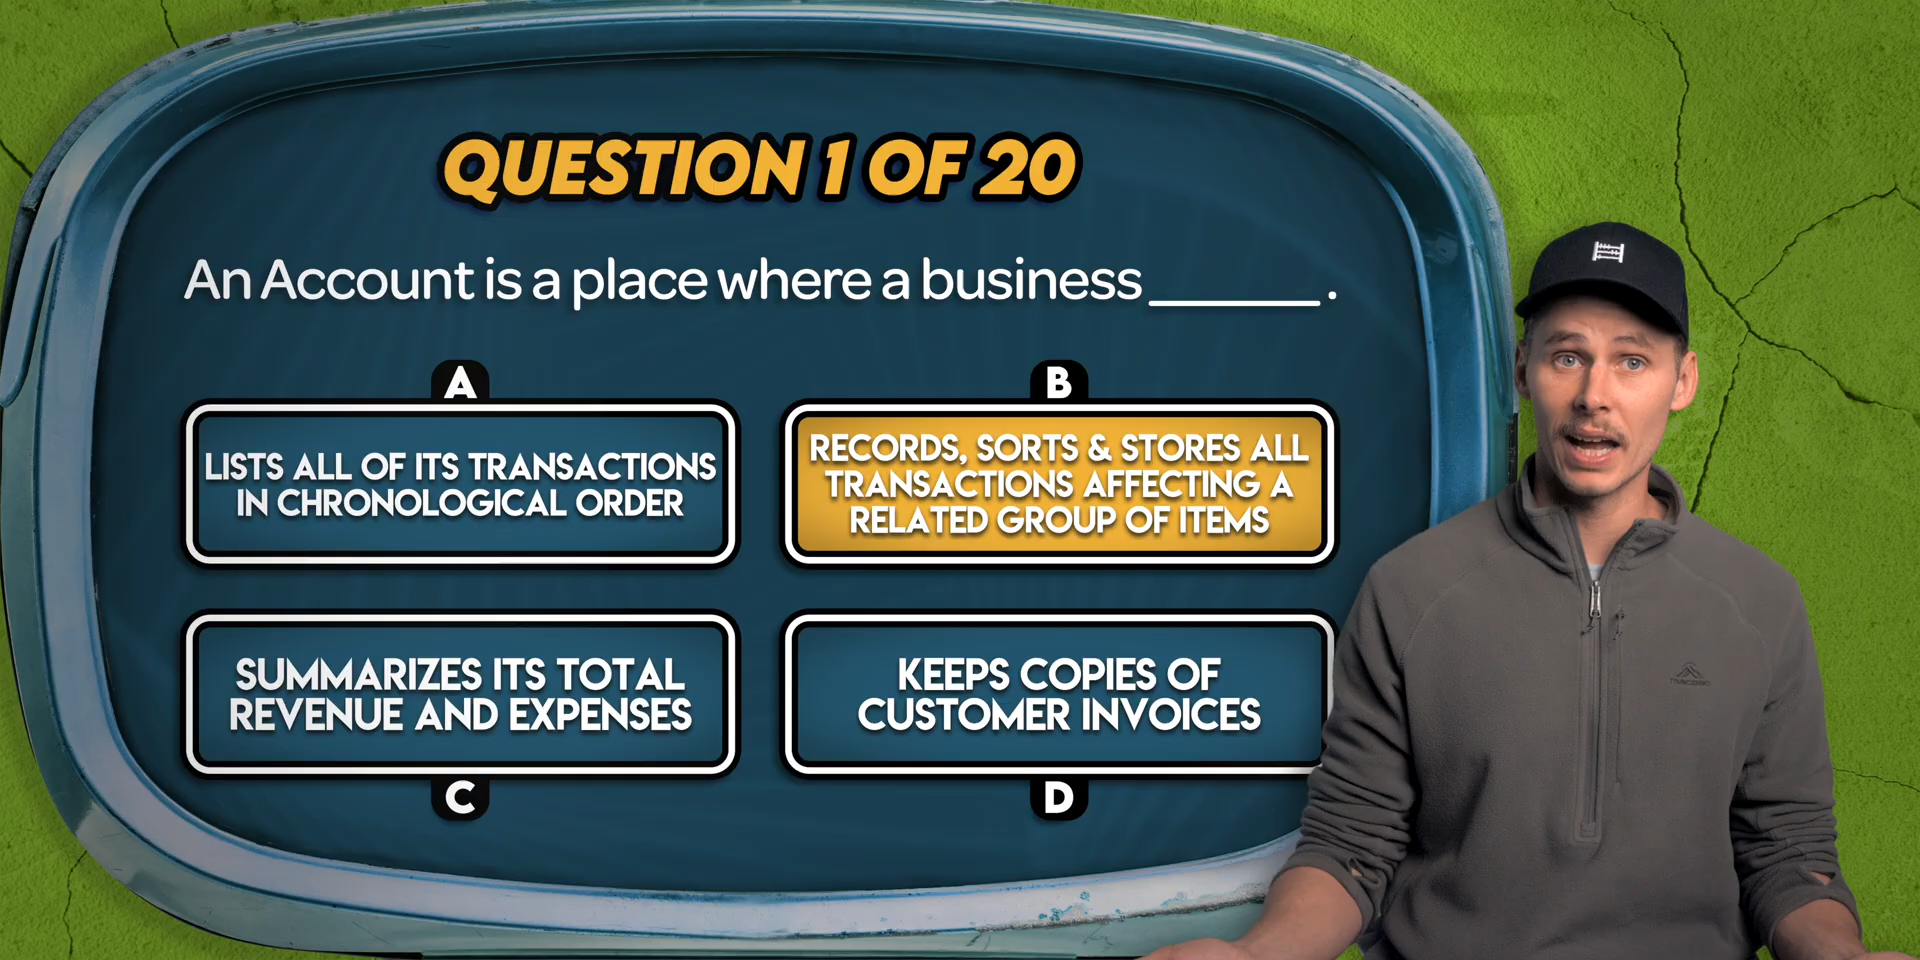 QUESTION 1 OF 20
An Account is a place where a business ______.
A
LISTS ALL OF ITS TRANSACTIONS
IN CHRONOLOGICAL ORDER
B
RECORDS, SORTS & STORES ALL
TRANSACTIONS AFFECTING A
RELATED GROUP OF ITEMS
SUMMARIZES ITS TOTAL
REVENUE AND EXPENSES
C
KEEPS COPIES OF
CUSTOMER INVOICES
D